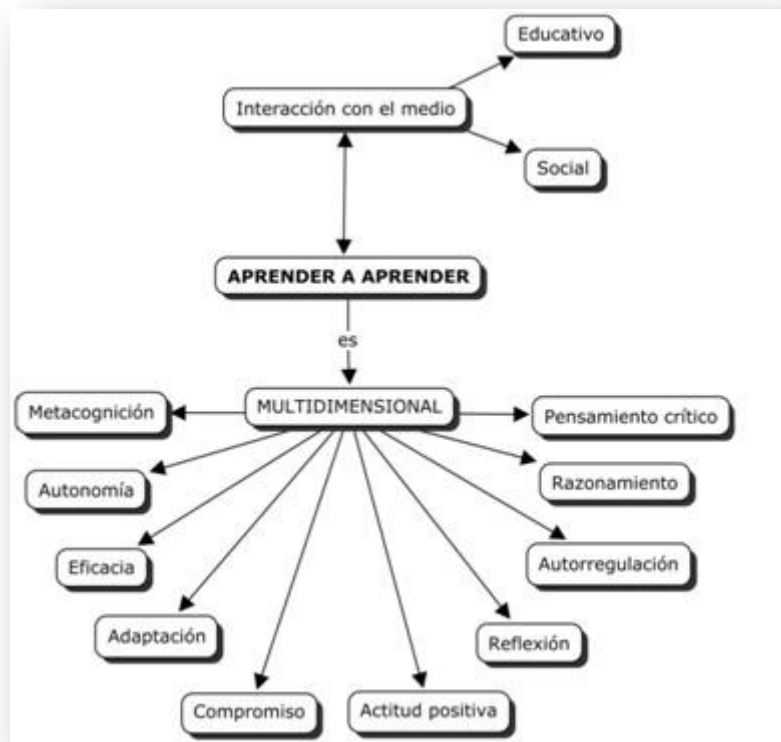 Educativo
Interacción con el medio
Social
APRENDER A APRENDER
es
MULTIDIMENSIONAL
Metacognición
Pensamiento crítico
Autonomía
Razonamiento
Eficacia
Autorregulación
Adaptación
Reflexión
Compromiso
Actitud positiva